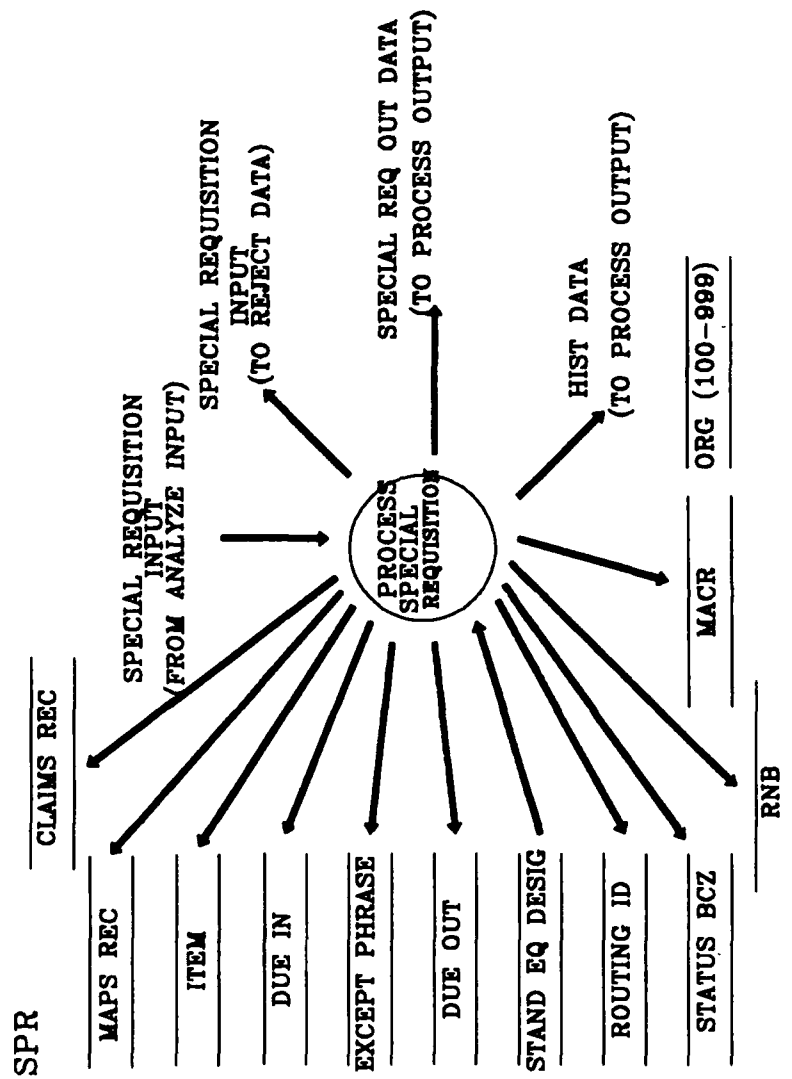 SPR
CLAIMS REC
MAPS REC
ITEM
DUE IN
EXCEPT PHRASE
DUE OUT
STAND EQ DESIG
ROUTING ID
STATUS BCZ
RNB
MACR
ORG (100-999)
SPECIAL REQUISITION
INPUT
(FROM ANALYZE INPUT)
SPECIAL REQUISITION
INPUT
(TO REJECT DATA)
SPECIAL REQ OUT DATA
(TO PROCESS OUTPUT)
HIST DATA
(TO PROCESS OUTPUT)
PROCESS
SPECIAL
REQUISITION